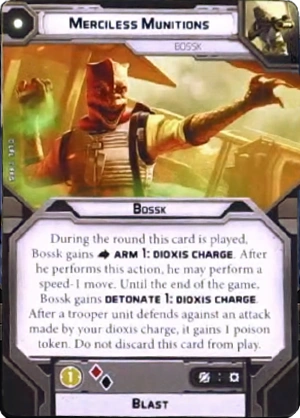 MERCILESS MUNITIONS
BOSSK
BOSSK
During the round this card is played,
Bossk gains ARM 1: DIOXIS CHARGE. After
he performs this action, he may perform a
speed-1 move. Until the end of the game,
Bossk gains DETONATE 1: DIOXIS CHARGE.
After a trooper unit defends against an attack
made by your dioxis charge, it gains 1 poison
token. Do not discard this card from play.
1
BLAST